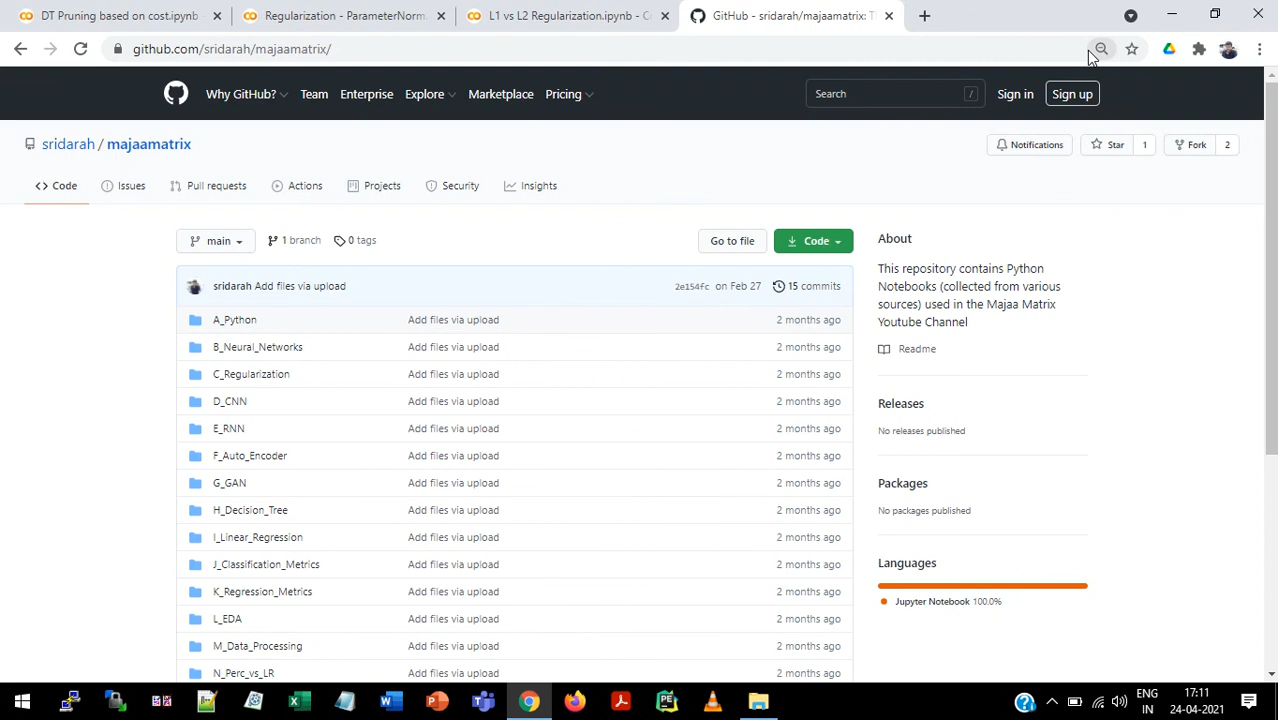 DT Pruning based on cost.ipynb
Regularization - ParameterNorm.
L1 vs L2 Regularization.ipynb - C
GitHub - sridarah/majaamatrix: T
github.com/sridarah/majaamatrix/
Why GitHub? Team Enterprise Explore Marketplace Pricing Search / Sign in Sign up
sridarah / majaamatrix Notifications Star 1 Fork 2
Code Issues Pull requests Actions Projects Security Insights
main 1 branch 0 tags Go to file Code
sridarah Add files via upload 2e154fc on Feb 27 15 commits
A_Python Add files via upload 2 months ago
B_Neural_Networks Add files via upload 2 months ago
C_Regularization Add files via upload 2 months ago
D_CNN Add files via upload 2 months ago
E_RNN Add files via upload 2 months ago
F_Auto_Encoder Add files via upload 2 months ago
G_GAN Add files via upload 2 months ago
H_Decision_Tree Add files via upload 2 months ago
I_Linear_Regression Add files via upload 2 months ago
J_Classification_Metrics Add files via upload 2 months ago
K_Regression_Metrics Add files via upload 2 months ago
L_EDA Add files via upload 2 months ago
M_Data_Processing Add files via upload 2 months ago
N_Perc_vs_LR Add files via upload 2 months ago
About
This repository contains Python
Notebooks (collected from various
sources) used in the Majaa Matrix
Youtube Channel
Readme
Releases
No releases published
Packages
No packages published
Languages
Jupyter Notebook 100.0%
ENG
IN
17:11
24-04-2021